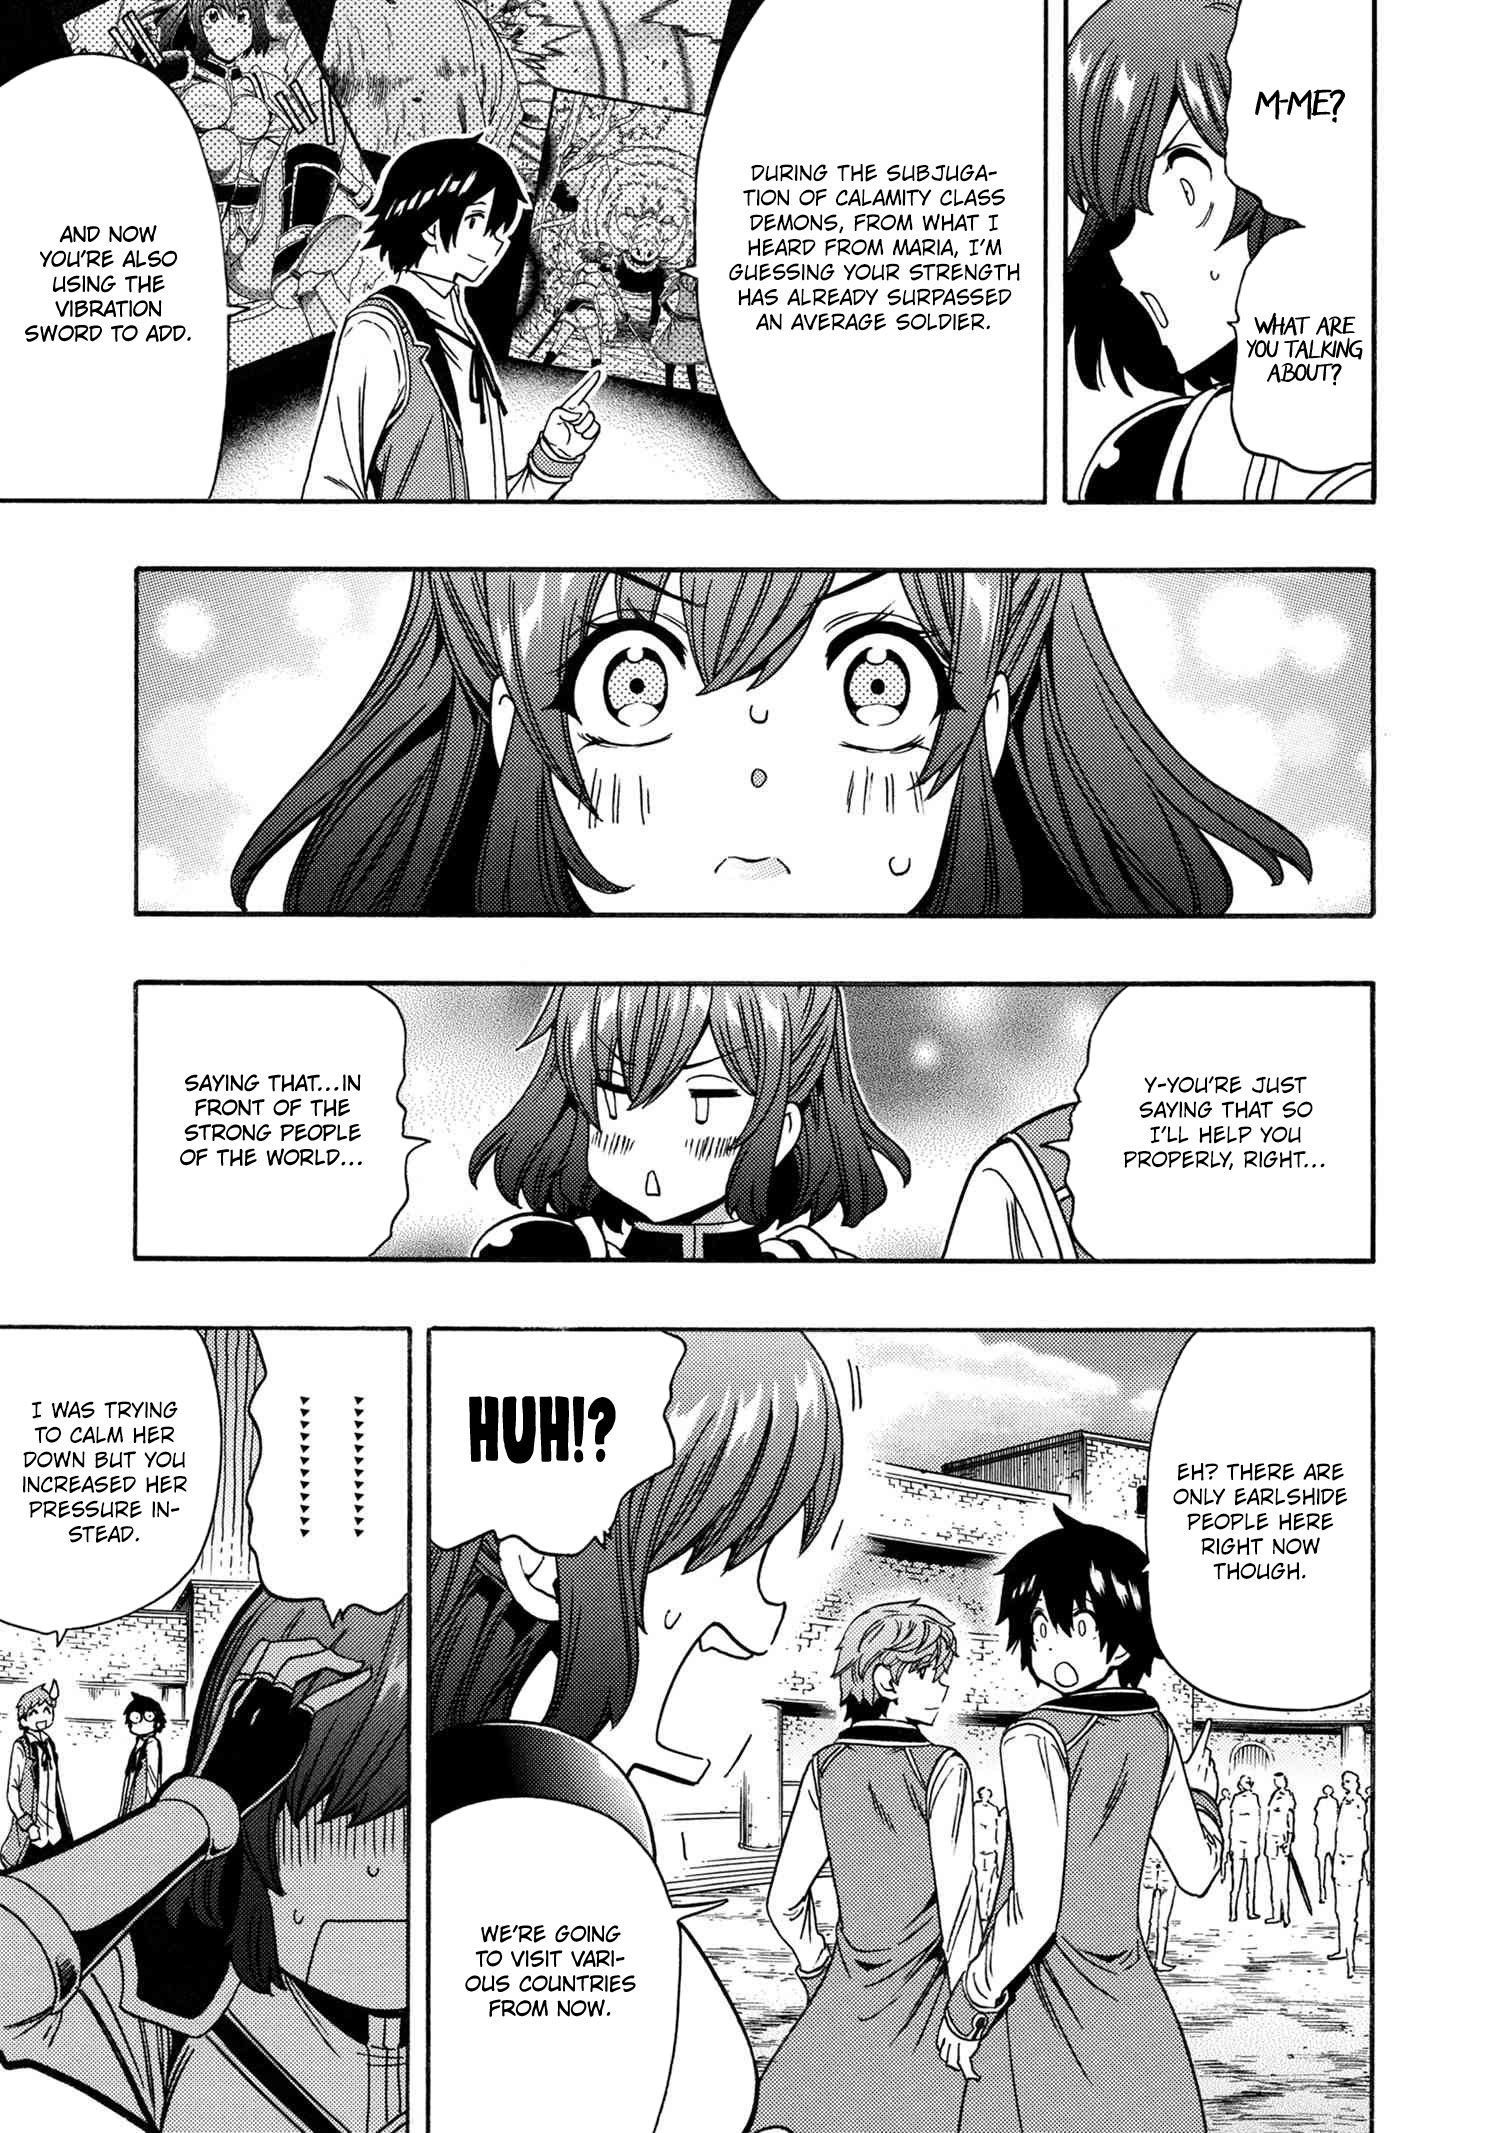 M-ME?
WHAT ARE
YOU TALKING
ABOUT?
DURING THE SUBJUGA-
TION OF CALAMITY CLASS
DEMONS, FROM WHAT I
HEARD FROM MARIA, I'M
GUESSING YOUR STRENGTH
HAS ALREADY SURPASSED
AN AVERAGE SOLDIER.
AND NOW
YOU'RE ALSO
USING THE
VIBRATION
SWORD TO ADD.
Y-YOU'RE JUST
SAYING THAT SO
I'LL HELP YOU
PROPERLY, RIGHT...
SAYING THAT...IN
FRONT OF THE
STRONG PEOPLE
OF THE WORLD...
EH? THERE ARE
ONLY EARLSHIDE
PEOPLE HERE
RIGHT NOW
THOUGH.
HUH!?
WE'RE GOING
TO VISIT VARI-
OUS COUNTRIES
FROM NOW.
I WAS TRYING
TO CALM HER
DOWN BUT YOU
INCREASED HER
PRESSURE IN-
STEAD.